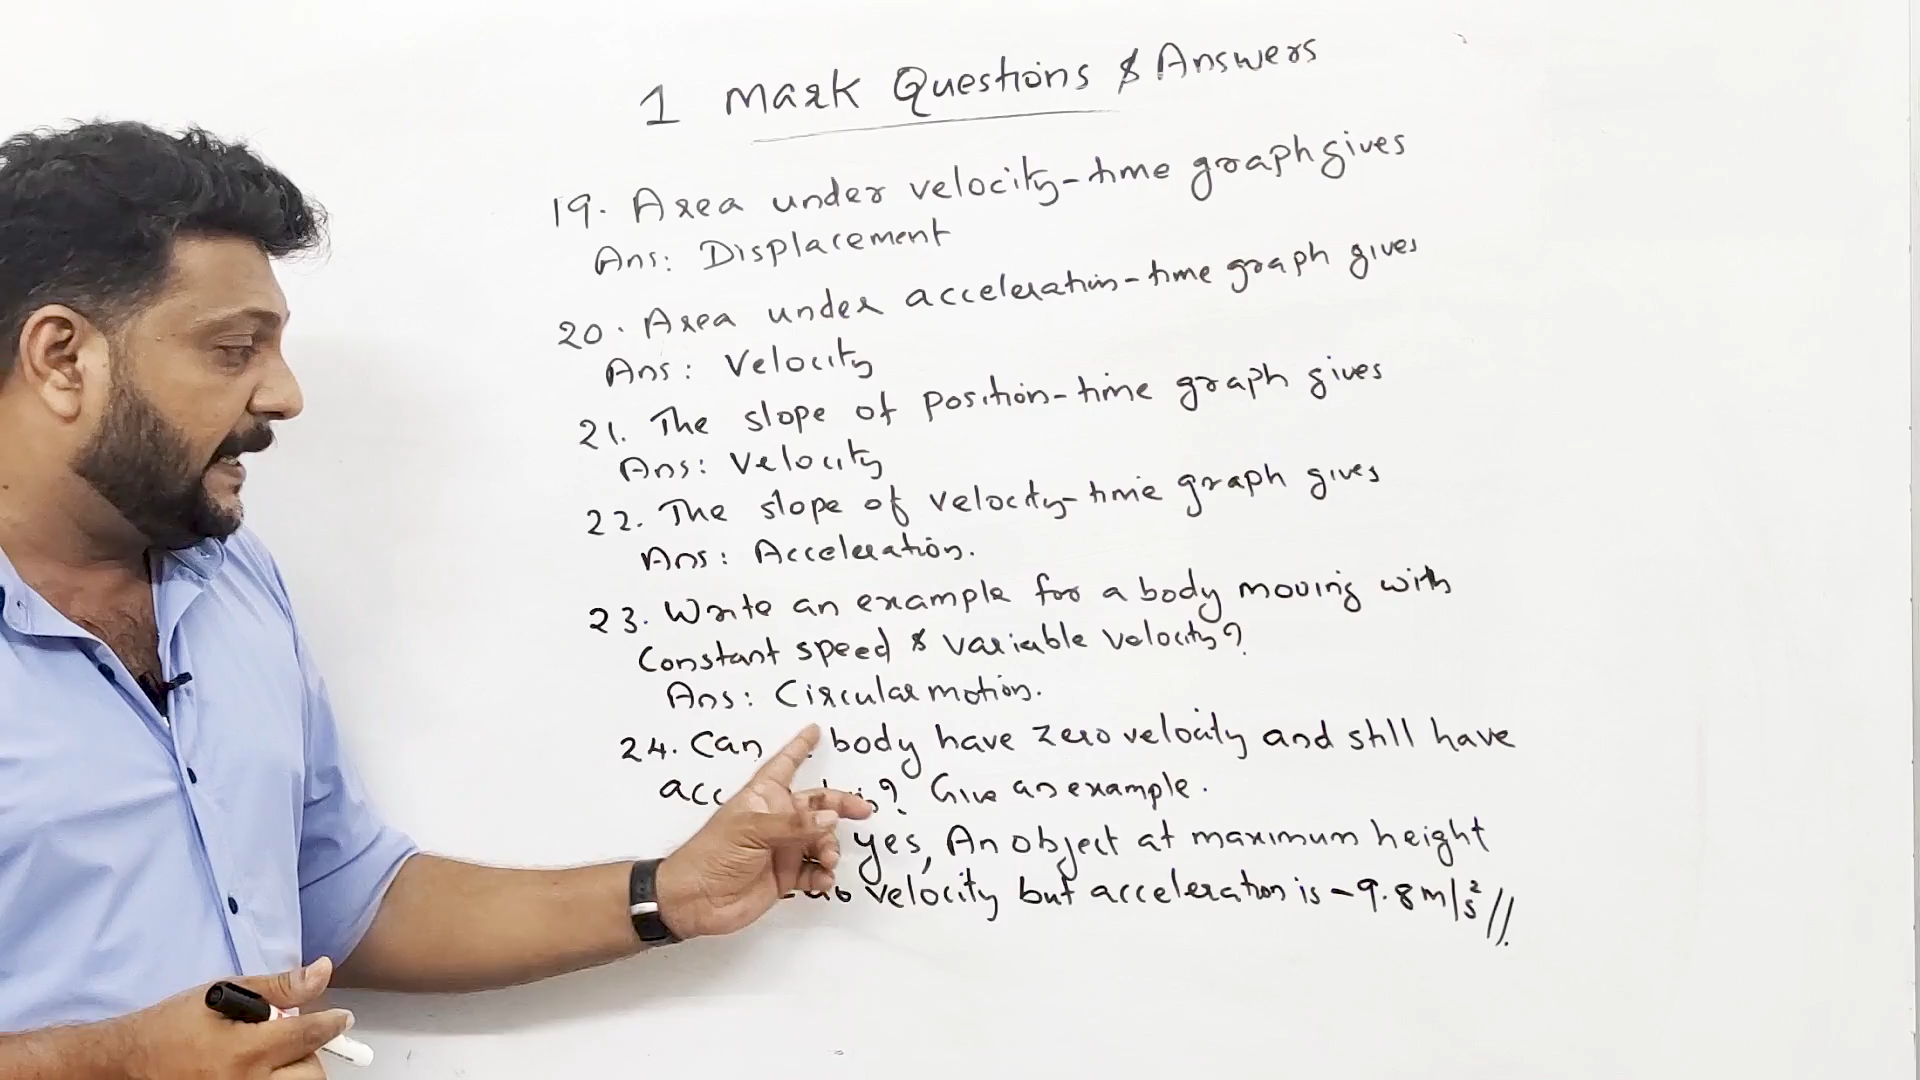 1 Mark Questions & Answers
19. Area under velocity-time graph gives
Ans: Displacement
20. Area under acceleration-time graph gives
Ans: Velocity
21. The slope of position-time graph gives
Ans: Velocity
22. The slope of velocity-time graph gives
Ans: Acceleration.
23. Write an example for a body moving with
Constant speed & variable velocity?
Ans: Circular motion.
24. Can body have zero velocity and still have
? Give an example.
yes, An object at maximum height
velocity but acceleration is -9.8 m/s²//